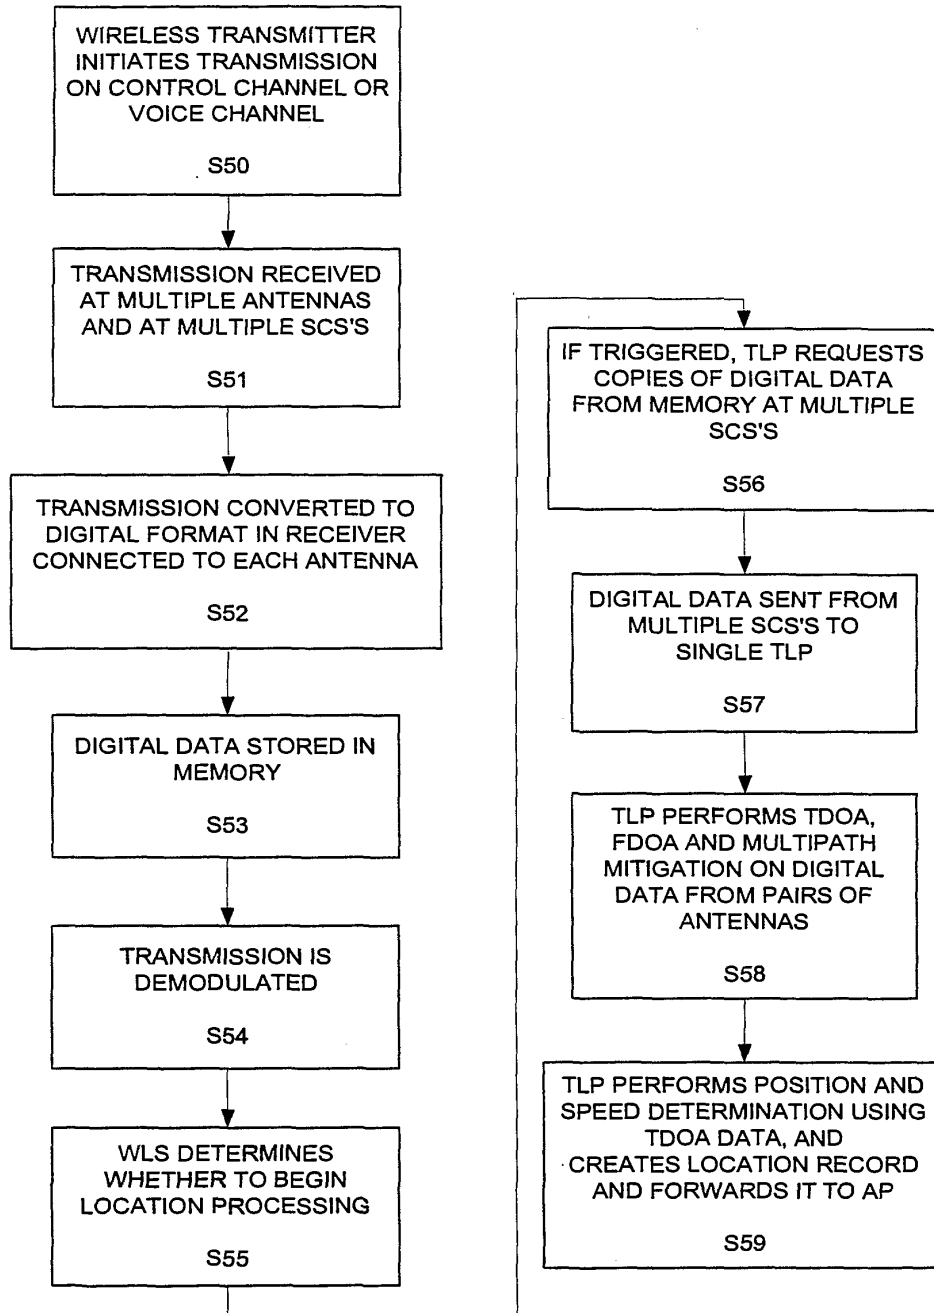 WIRELESS TRANSMITTER
INITIATES TRANSMISSION
ON CONTROL CHANNEL OR
VOICE CHANNEL
S50
TRANSMISSION RECEIVED
AT MULTIPLE ANTENNAS
AND AT MULTIPLE SCS'S
S51
TRANSMISSION CONVERTED TO
DIGITAL FORMAT IN RECEIVER
CONNECTED TO EACH ANTENNA
S52
DIGITAL DATA STORED IN
MEMORY
S53
TRANSMISSION IS
DEMODULATED
S54
WLS DETERMINES
WHETHER TO BEGIN
LOCATION PROCESSING
S55
IF TRIGGERED, TLP REQUESTS
COPIES OF DIGITAL DATA
FROM MEMORY AT MULTIPLE
SCS'S
S56
DIGITAL DATA SENT FROM
MULTIPLE SCS'S TO
SINGLE TLP
S57
TLP PERFORMS TDOA,
FDOA AND MULTIPATH
MITIGATION ON DIGITAL
DATA FROM PAIRS OF
ANTENNAS
S58
TLP PERFORMS POSITION AND
SPEED DETERMINATION USING
TDOA DATA, AND
CREATES LOCATION RECORD
AND FORWARDS IT TO AP
S59